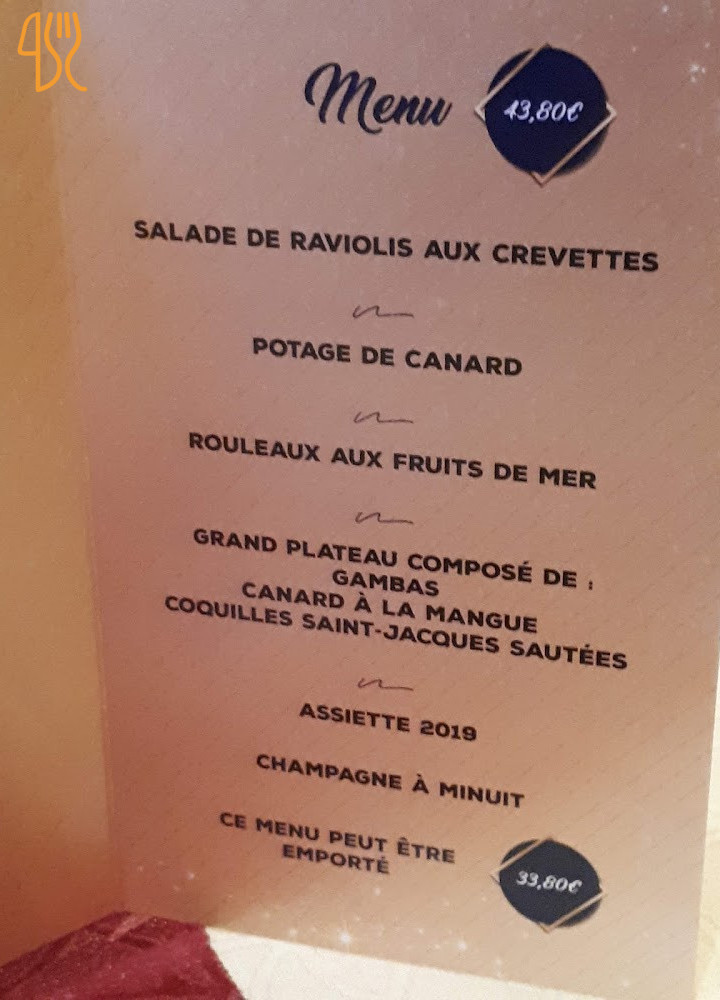 Menu 43,80€
SALADE DE RAVIOLIS AUX CREVETTES
POTAGE DE CANARD
ROULEAUX AUX FRUITS DE MER
GRAND PLATEAU COMPOSÉ DE :
GAMBAS
CANARD À LA MANGUE
COQUILLES SAINT-JACQUES SAUTÉES
ASSIETTE 2019
CHAMPAGNE À MINUIT
CE MENU PEUT ÊTRE
EMPORTÉ
33,80€